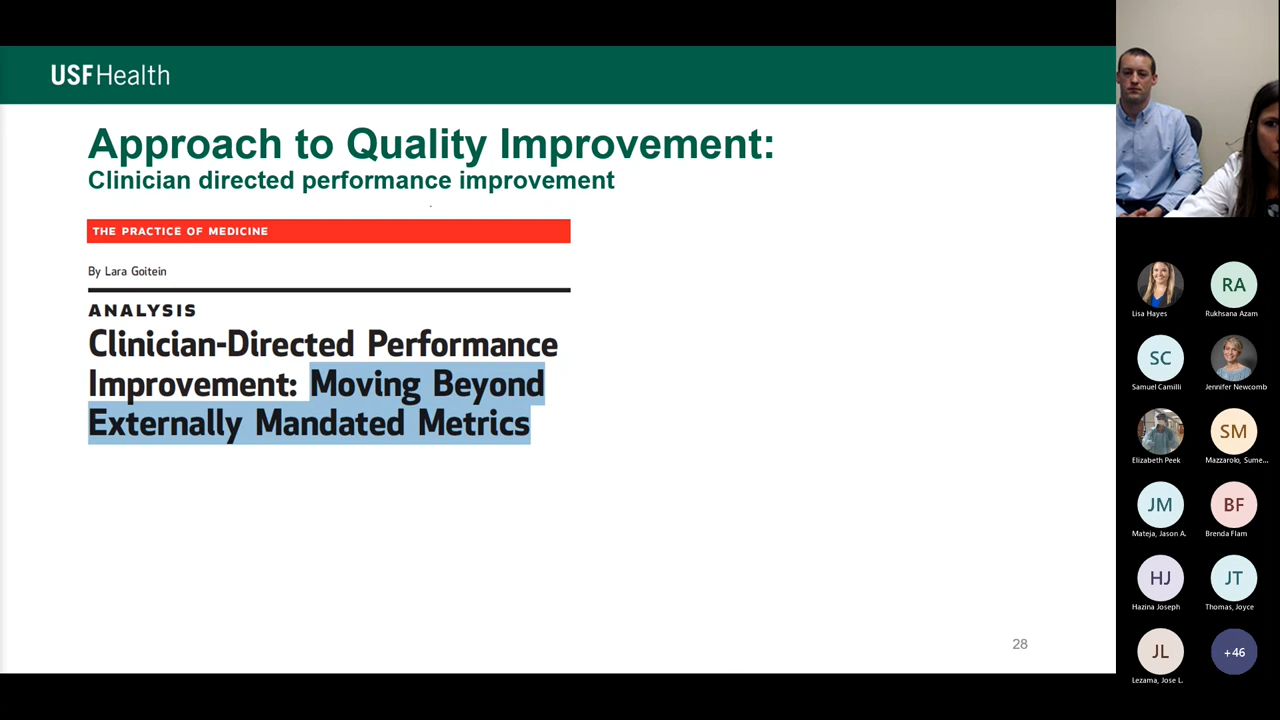 USF Health
Approach to Quality Improvement:
Clinician directed performance improvement
THE PRACTICE OF MEDICINE
By Lara Goitein
ANALYSIS
Clinician-Directed Performance
Improvement: Moving Beyond
Externally Mandated Metrics
28
Lisa Hayes
RA
Rukhsana Azam
SC
Samuel Camilli
Jennifer Newcomb
Elizabeth Peek
SM
Mazzarolo, Sume...
JM
Mateja, Jason A.
BF
Brenda Flam
HJ
Hazina Joseph
JT
Thomas, Joyce
JL
Lezama, Jose L.
+46